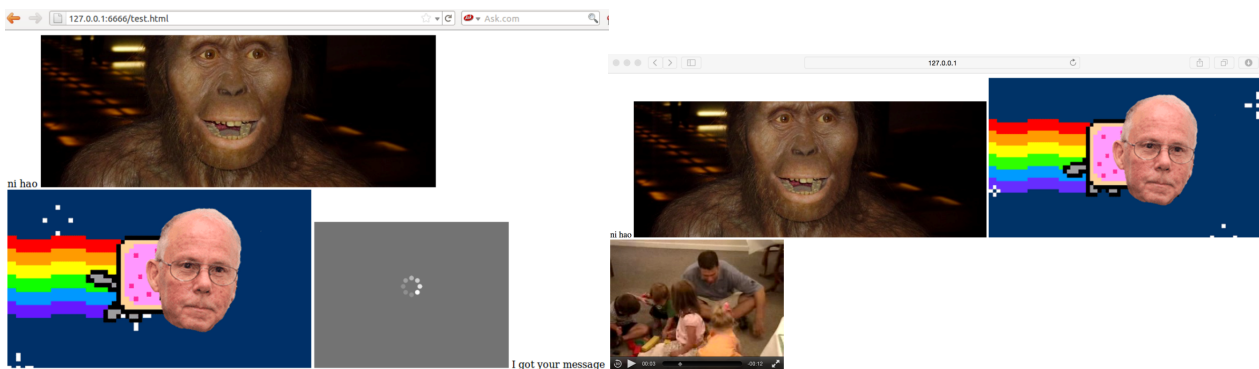 127.0.0.1:6666/test.html
Ask.com
ni hao
I got your message
127.0.0.1
ni hao
00:03
-00:12